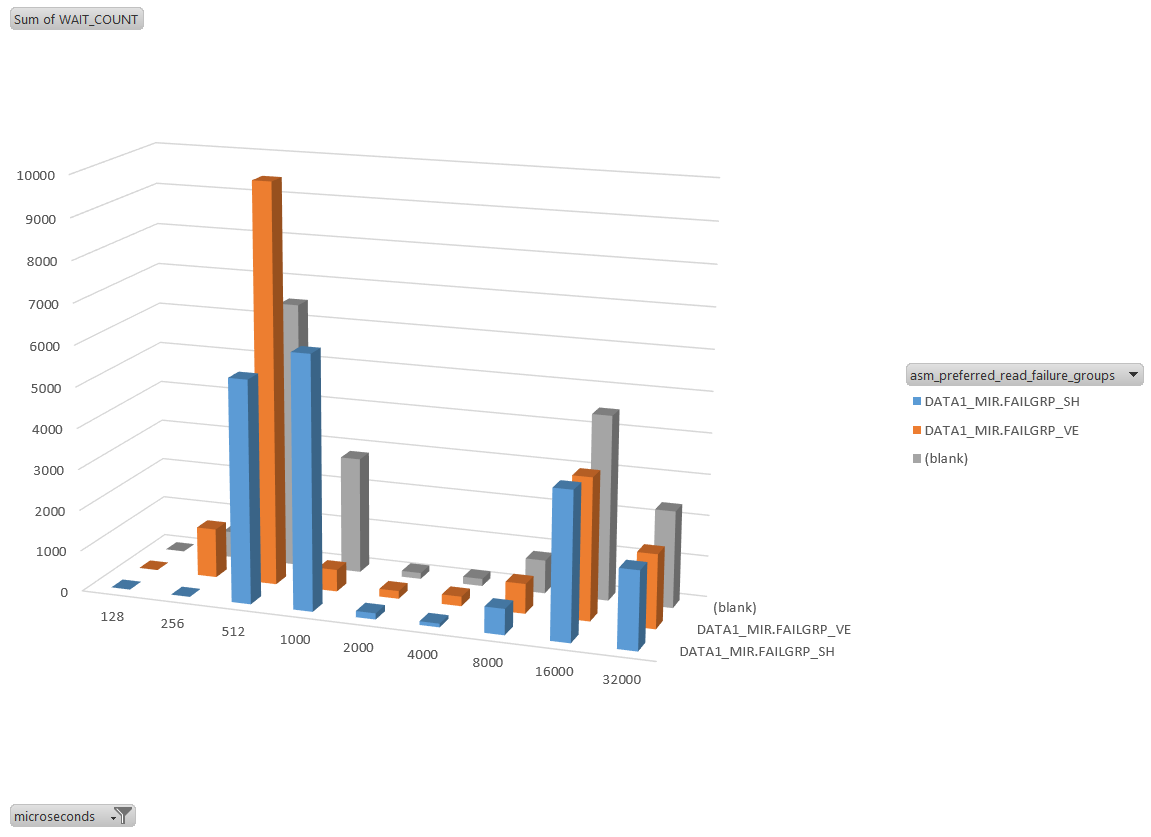 Sum of WAIT_COUNT
10000
9000
8000
7000
6000
5000
4000
3000
2000
1000
0
128
256
512
1000
2000
4000
8000
16000
32000
(blank)
DATA1_MIR.FAILGRP_VE
DATA1_MIR.FAILGRP_SH
asm_preferred_read_failure_groups
DATA1_MIR.FAILGRP_SH
DATA1_MIR.FAILGRP_VE
(blank)
microseconds